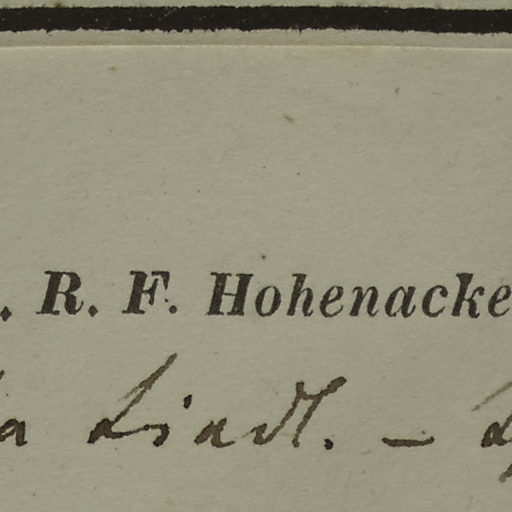 . R. F. Hohenacke
a Lindl. –